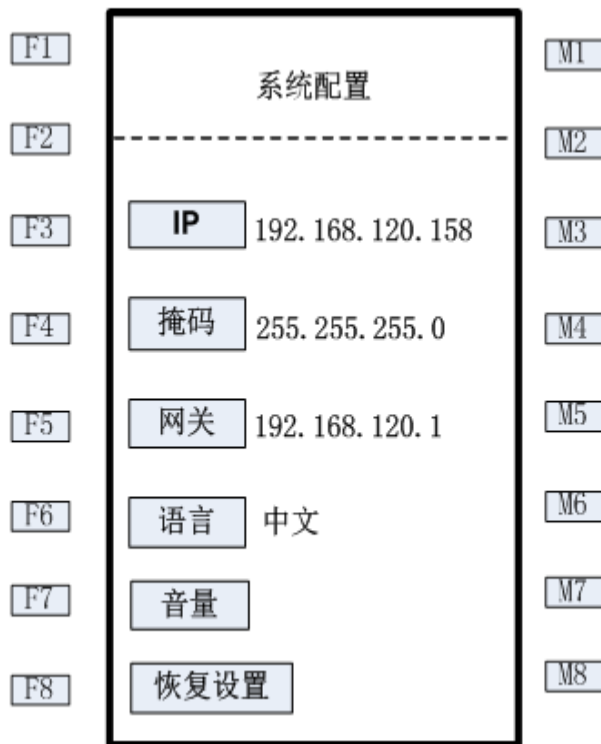 F1
系统配置
M1
F2
M2
F3 IP 192.168.120.158 M3
F4 掩码 255.255.255.0 M4
F5 网关 192.168.120.1 M5
F6 语言 中文 M6
F7 音量 M7
F8 恢复设置 M8